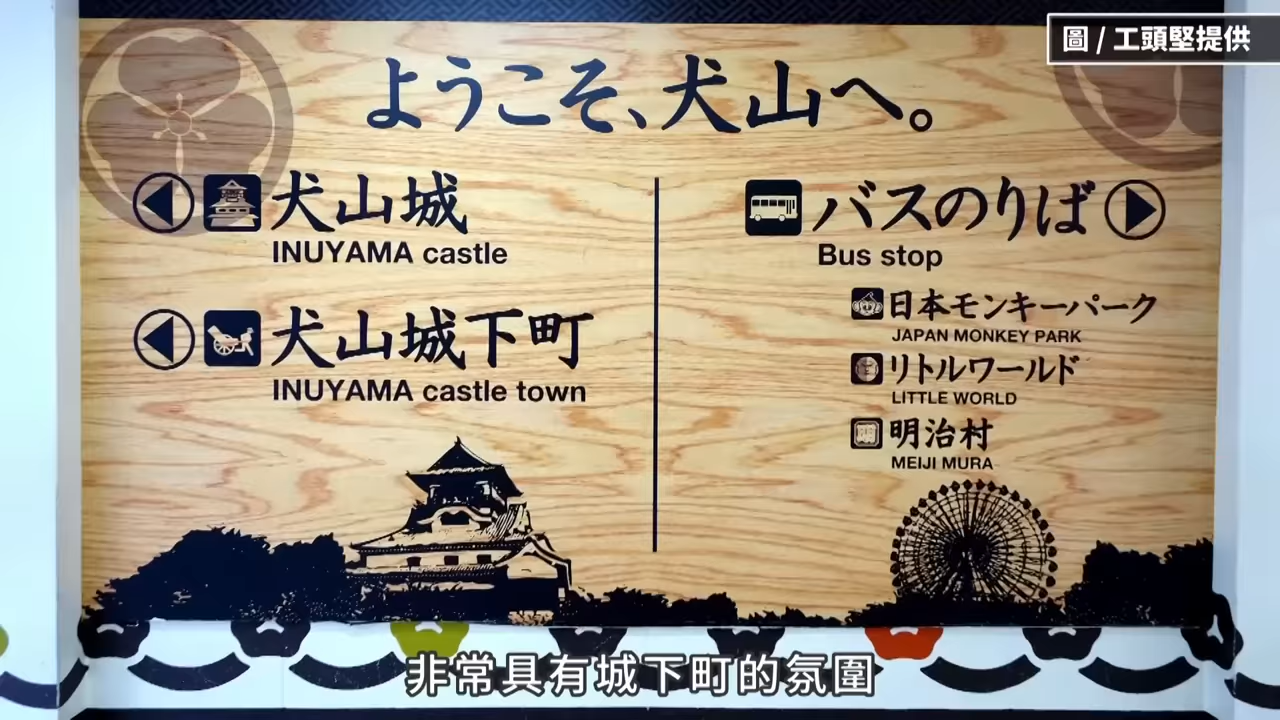 圖 / 工頭堅提供
ようこそ、犬山へ。
犬山城
INUYAMA castle
犬山城下町
INUYAMA castle town
バスのりば
Bus stop
日本モンキーパーク
JAPAN MONKEY PARK
リトルワールド
LITTLE WORLD
明治村
MEIJI MURA
非常具有城下町的氛圍